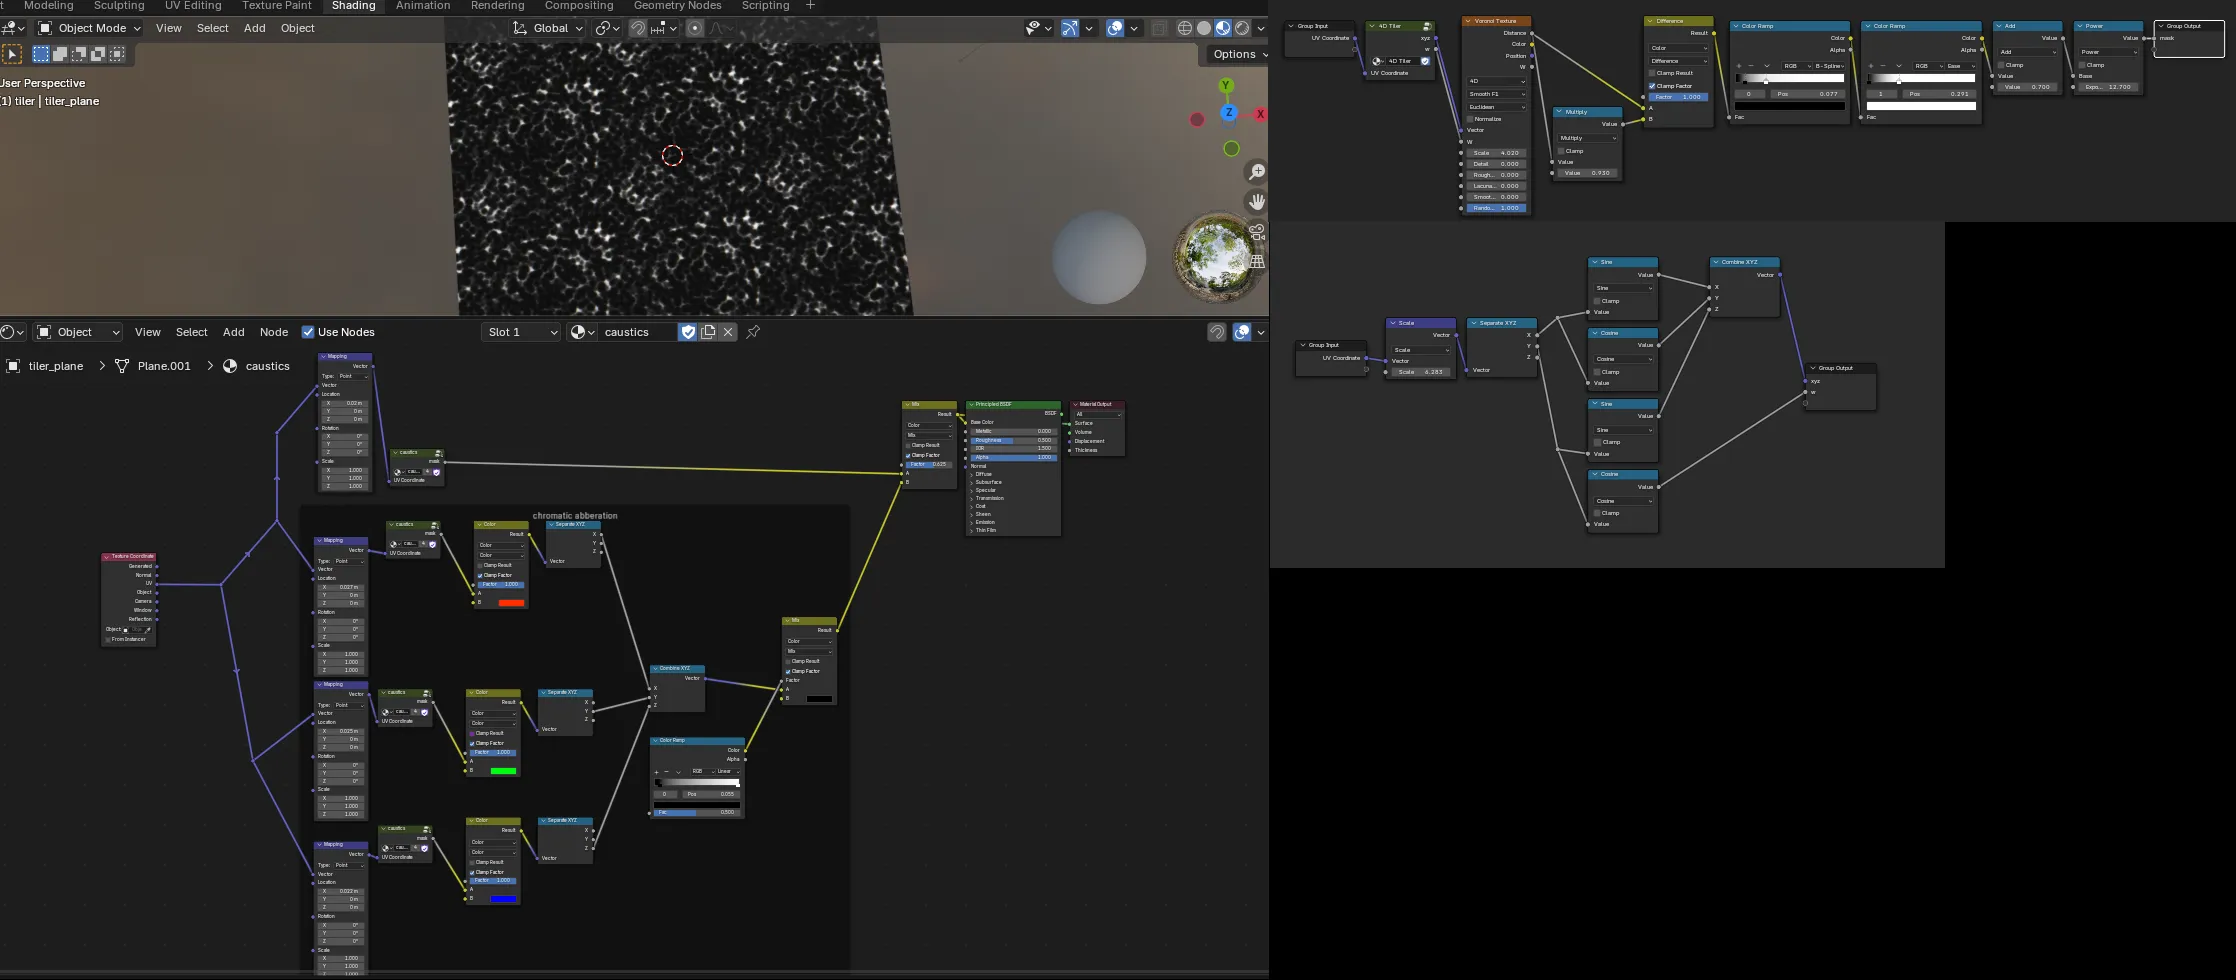 Modeling Sculpting UV Editing Texture Paint Shading Animation Rendering Compositing Geometry Nodes Scripting +
Object Mode View Select Add Object Global
Options
User Perspective
(1) tiler | tiler_plane
Y
Z
X
Object View Select Add Node Use Nodes Slot 1 caustics
tiler_plane > Plane.001 > caustics
Mapping
Vector
Type: Point
Vector
Location
X 0.02 m
Y 0 m
Z 0 m
Rotation
X 0°
Y 0°
Z 0°
Scale
X 1.000
Y 1.000
Z 1.000
caustics
mask
UV Coordinate
Mix
Result
Color
Mix
Clamp Result
Clamp Factor
Factor 0.625
A
B
Principled BSDF
BSDF
Base Color
Metallic 0.000
Roughness 0.500
IOR 1.500
Alpha 1.000
Normal
Diffuse
Subsurface
Specular
Transmission
Coat
Sheen
Emission
Thin Film
Material Output
All
Surface
Volume
Displacement
Thickness
Texture Coordinate
Generated
Normal
UV
Object
Camera
Window
Reflection
Object:
From Instancer
chromatic abberation
Mapping
Vector
Type: Point
Vector
Location
X 0.027 m
Y 0 m
Z 0 m
Rotation
X 0°
Y 0°
Z 0°
Scale
X 1.000
Y 1.000
Z 1.000
caustics
mask
cau... 4
UV Coordinate
Color
Result
Color
Color
Clamp Result
Clamp Factor
Factor 1.000
A
B
Separate XYZ
X
Y
Z
Vector
Mapping
Vector
Type: Point
Vector
Location
X 0.025 m
Y 0 m
Z 0 m
Rotation
X 0°
Y 0°
Z 0°
Scale
X 1.000
Y 1.000
Z 1.000
caustics
mask
cau... 4
UV Coordinate
Color
Result
Color
Color
Clamp Result
Clamp Factor
Factor 1.000
A
B
Separate XYZ
X
Y
Z
Vector
Mapping
Vector
Type: Point
Vector
Location
X 0.023 m
Y 0 m
Z 0 m
Rotation
X 0°
Y 0°
Z 0°
Scale
X 1.000
Y 1.000
Z 1.000
caustics
mask
cau... 4
UV Coordinate
Color
Result
Color
Color
Clamp Result
Clamp Factor
Factor 1.000
A
B
Separate XYZ
X
Y
Z
Vector
Combine XYZ
Vector
X
Y
Z
Color Ramp
Color
Alpha
+ − RGB Linear
0 Pos 0.055
Fac 0.500
Mix
Result
Color
Mix
Clamp Result
Clamp Factor
Factor
A
B
Group Input
UV Coordinate
4D Tiler
xyz
w
4D Tiler
UV Coordinate
Voronoi Texture
Distance
Color
Position
W
4D
Smooth F1
Euclidean
Normalize
Vector
W
Scale 4.020
Detail 0.000
Rough... 0.000
Lacuna... 0.000
Smoot... 0.000
Rando... 1.000
Multiply
Value
Multiply
Clamp
Value
Value 0.930
Difference
Result
Color
Difference
Clamp Result
Clamp Factor
Factor 1.000
A
B
Color Ramp
Color
Alpha
+ − RGB B-Spline
0 Pos 0.077
Fac
Color Ramp
Color
Alpha
+ − RGB Ease
1 Pos 0.291
Fac
Add
Value
Add
Clamp
Value
Value 0.700
Power
Value
Power
Clamp
Base
Expo... 12.700
Group Output
mask
Group Input
UV Coordinate
Scale
Vector
Scale
Vector
Scale 6.283
Separate XYZ
X
Y
Z
Vector
Sine
Value
Sine
Clamp
Value
Cosine
Value
Cosine
Clamp
Value
Sine
Value
Sine
Clamp
Value
Cosine
Value
Cosine
Clamp
Value
Combine XYZ
Vector
X
Y
Z
Group Output
xyz
w